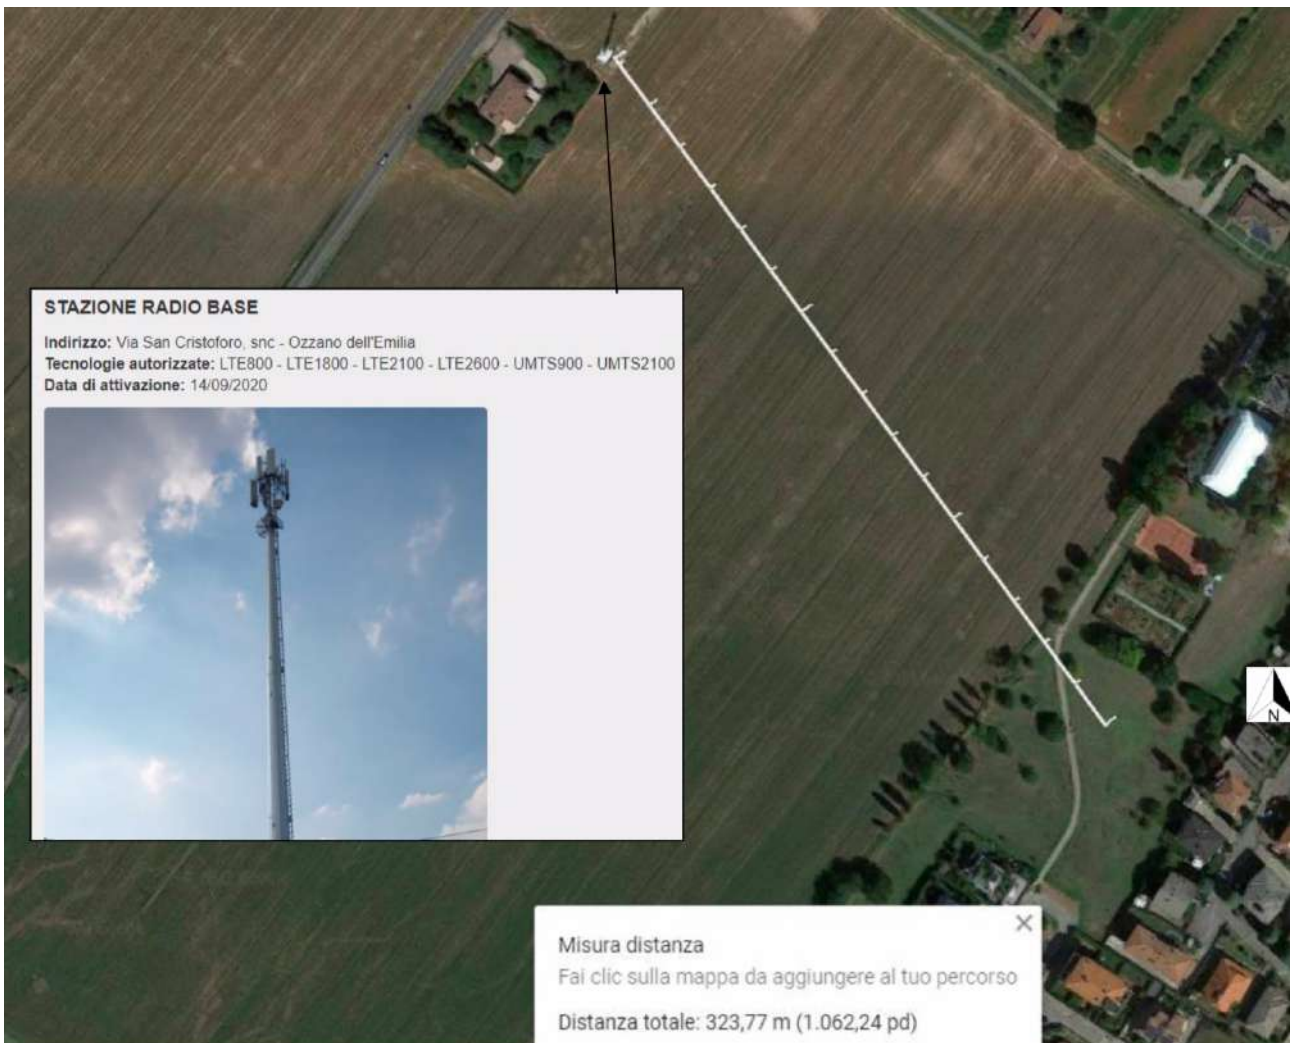 STAZIONE RADIO BASE
Indirizzo: Via San Cristoforo, snc - Ozzano dell'Emilia
Tecnologie autorizzate: LTE800 - LTE1800 - LTE2100 - LTE2600 - UMTS900 - UMTS2100
Data di attivazione: 14/09/2020
N
Misura distanza
Fai clic sulla mappa da aggiungere al tuo percorso
Distanza totale: 323,77 m (1.062,24 pd)